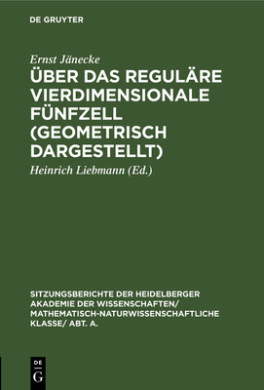 DE GRUYTER
Ernst Jänecke
ÜBER DAS REGULÄRE
VIERDIMENSIONALE
FÜNFZELL
(GEOMETRISCH
DARGESTELLT)
Heinrich Liebmann (Ed.)
SITZUNGSBERICHTE DER HEIDELBERGER
AKADEMIE DER WISSENSCHAFTEN/
MATHEMATISCH-NATURWISSENSCHAFTLICHE
KLASSE/ ABT. A.
DE
G